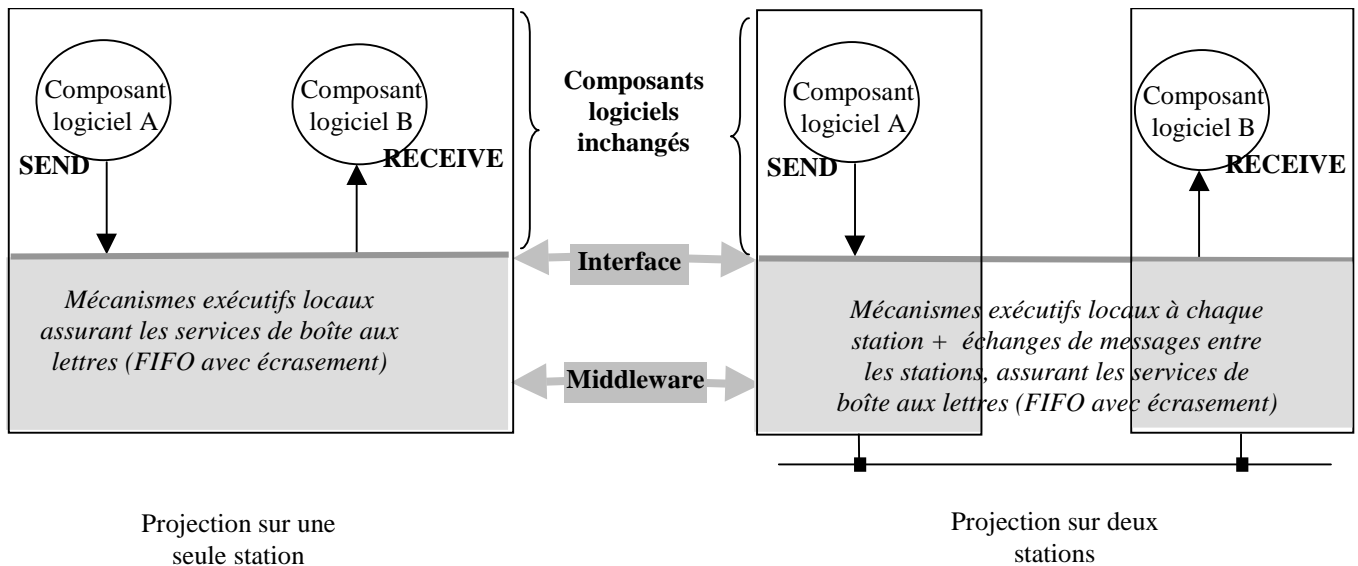 Composant
logiciel A
SEND
Composant
logiciel B
RECEIVE
Mécanismes exécutifs locaux
assurant les services de boîte aux
lettres (FIFO avec écrasement)
Projection sur une
seule station
Composants
logiciels
inchangés
Interface
Middleware
Composant
logiciel A
SEND
Composant
logiciel B
RECEIVE
Mécanismes exécutifs locaux à chaque
station + échanges de messages entre
les stations, assurant les services de
boîte aux lettres (FIFO avec écrasement)
Projection sur deux
stations